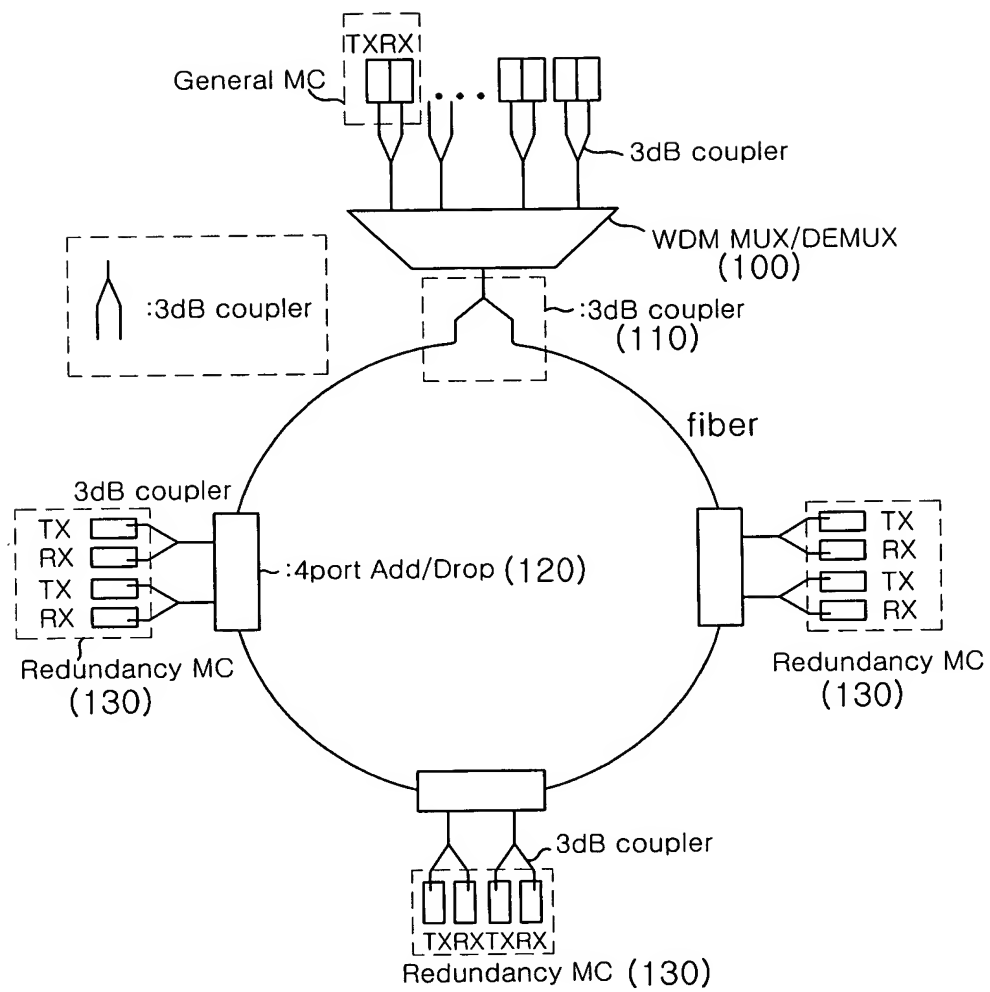 TXRX
General MC
3dB coupler
WDM MUX/DEMUX
(100)
:3dB coupler
:3dB coupler
(110)
fiber
3dB coupler
TX
RX
TX
RX
:4port Add/Drop (120)
TX
RX
TX
RX
Redundancy MC
(130)
Redundancy MC
(130)
3dB coupler
TXRXTXRX
Redundancy MC (130)